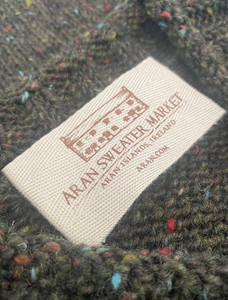 ARAN SWEATER MARKET
ARAN ISLANDS, IRELAND
ARAN.COM